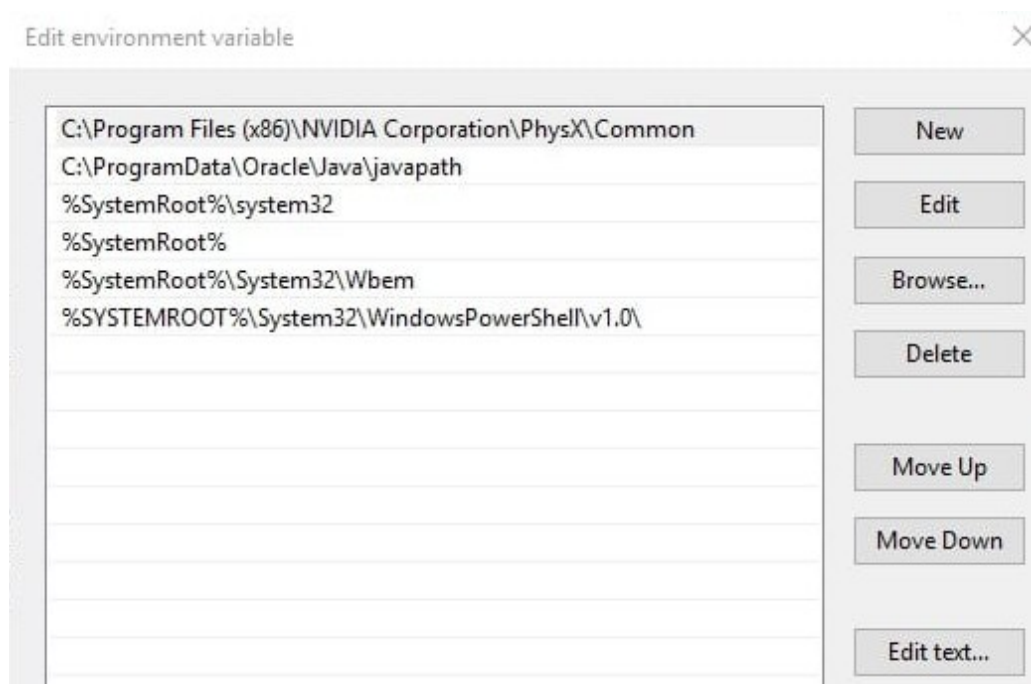 Edit environment variable
C:\Program Files (x86)\NVIDIA Corporation\PhysX\Common
C:\ProgramData\Oracle\Java\javapath
%SystemRoot%\system32
%SystemRoot%
%SystemRoot%\System32\Wbem
%SYSTEMROOT%\System32\WindowsPowerShell\v1.0\
New
Edit
Browse...
Delete
Move Up
Move Down
Edit text...